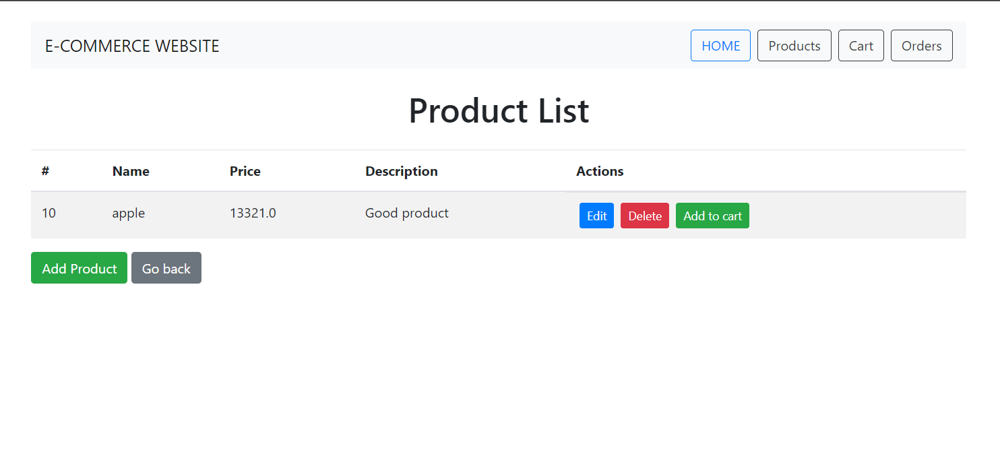 E-COMMERCE WEBSITE HOME Products Cart Orders
Product List
# Name Price Description Actions
10 apple 13321.0 Good product Edit Delete Add to cart
Add Product Go back